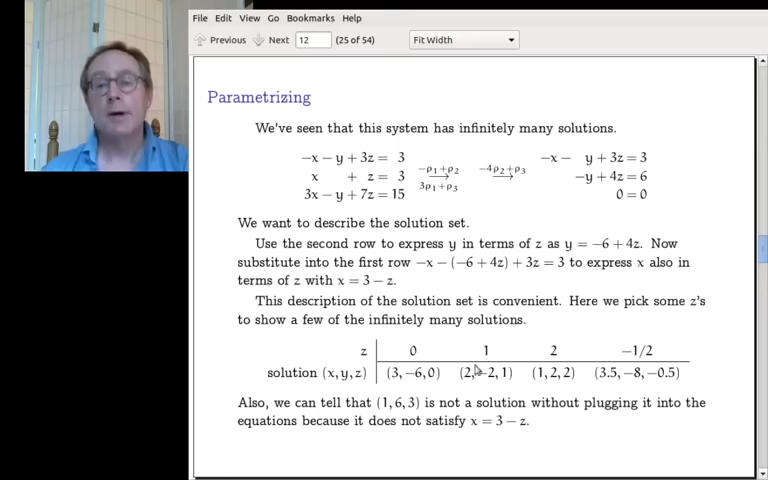 File Edit View Go Bookmarks Help
Previous Next 12 (25 of 54) Fit Width
Parametrizing
We've seen that this system has infinitely many solutions.
−x − y + 3z = 3 −x − y + 3z = 3
x + z = 3 −ρ1+ρ2 → 3ρ1+ρ3 −4ρ2+ρ3 → −y + 4z = 6
3x − y + 7z = 15 0 = 0
We want to describe the solution set.
Use the second row to express y in terms of z as y = −6 + 4z. Now
substitute into the first row −x − (−6 + 4z) + 3z = 3 to express x also in
terms of z with x = 3 − z.
This description of the solution set is convenient. Here we pick some z's
to show a few of the infinitely many solutions.
z 0 1 2 −1/2
solution (x, y, z) (3, −6, 0) (2, −2, 1) (1, 2, 2) (3.5, −8, −0.5)
Also, we can tell that (1, 6, 3) is not a solution without plugging it into the
equations because it does not satisfy x = 3 − z.